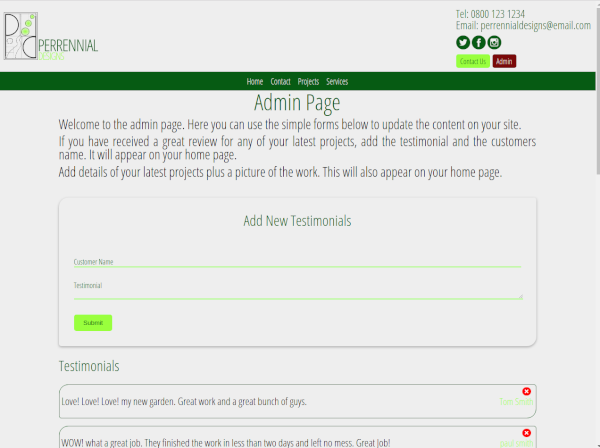 Tel: 0800 123 1234
Email: perrennialdesigns@email.com
PERRENNIAL
DESIGNS
Contact Us Admin
Home Contact Projects Services
Admin Page
Welcome to the admin page. Here you can use the simple forms below to update the content on your site.
If you have received a great review for any of your latest projects, add the testimonial and the customers
name. It will appear on your home page.
Add details of your latest projects plus a picture of the work. This will also appear on your home page.
Add New Testimonials
Customer Name
Testimonial
Submit
Testimonials
Love! Love! Love! my new garden. Great work and a great bunch of guys.
Tom Smith
WOW! what a great job. They finished the work in less than two days and left no mess. Great Job!